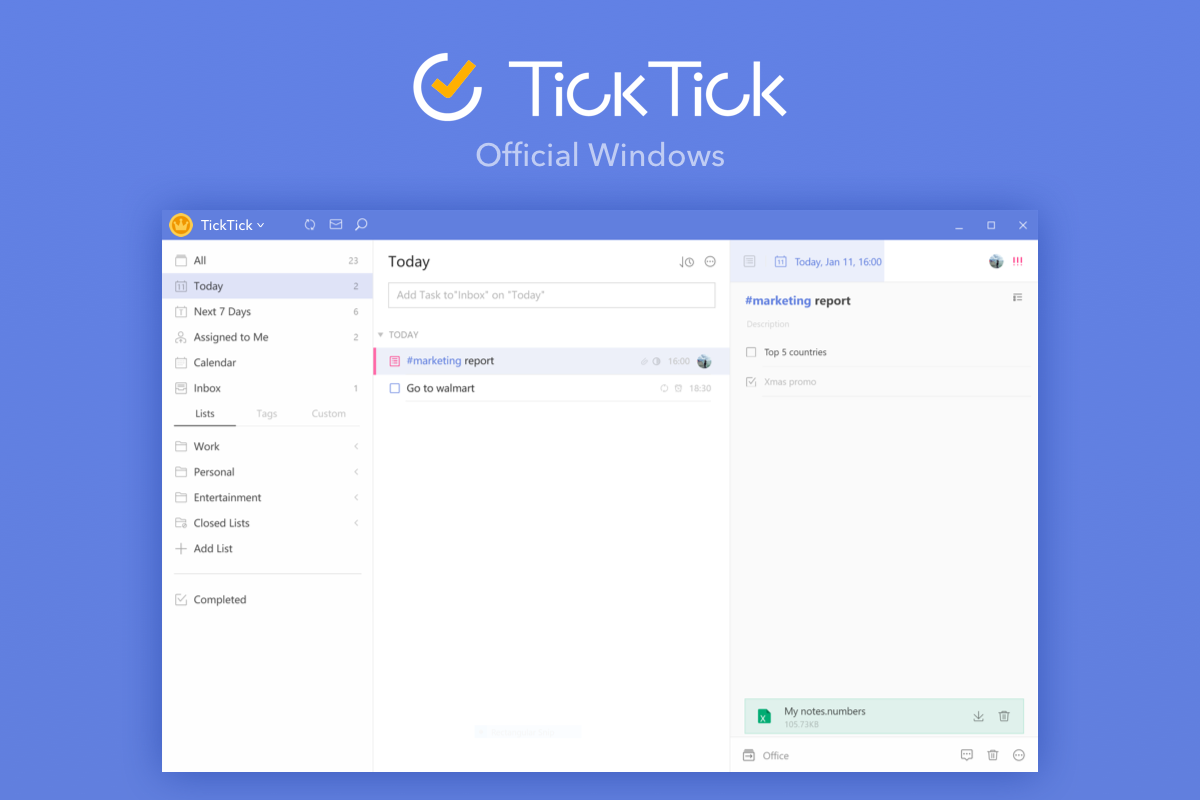 TickTick
Official Windows
TickTick
All 23
Today 2
Next 7 Days 6
Assigned to Me 2
Calendar
Inbox 1
Lists Tags Custom
Work
Personal
Entertainment
Closed Lists
Add List
Completed
Today
Add Task to"Inbox" on "Today"
TODAY
#marketing report 16:00
Go to walmart 18:30
11 Today, Jan 11, 16:00 !!!
#marketing report
Description
Top 5 countries
Xmas promo
My notes.numbers
105.73KB
Office